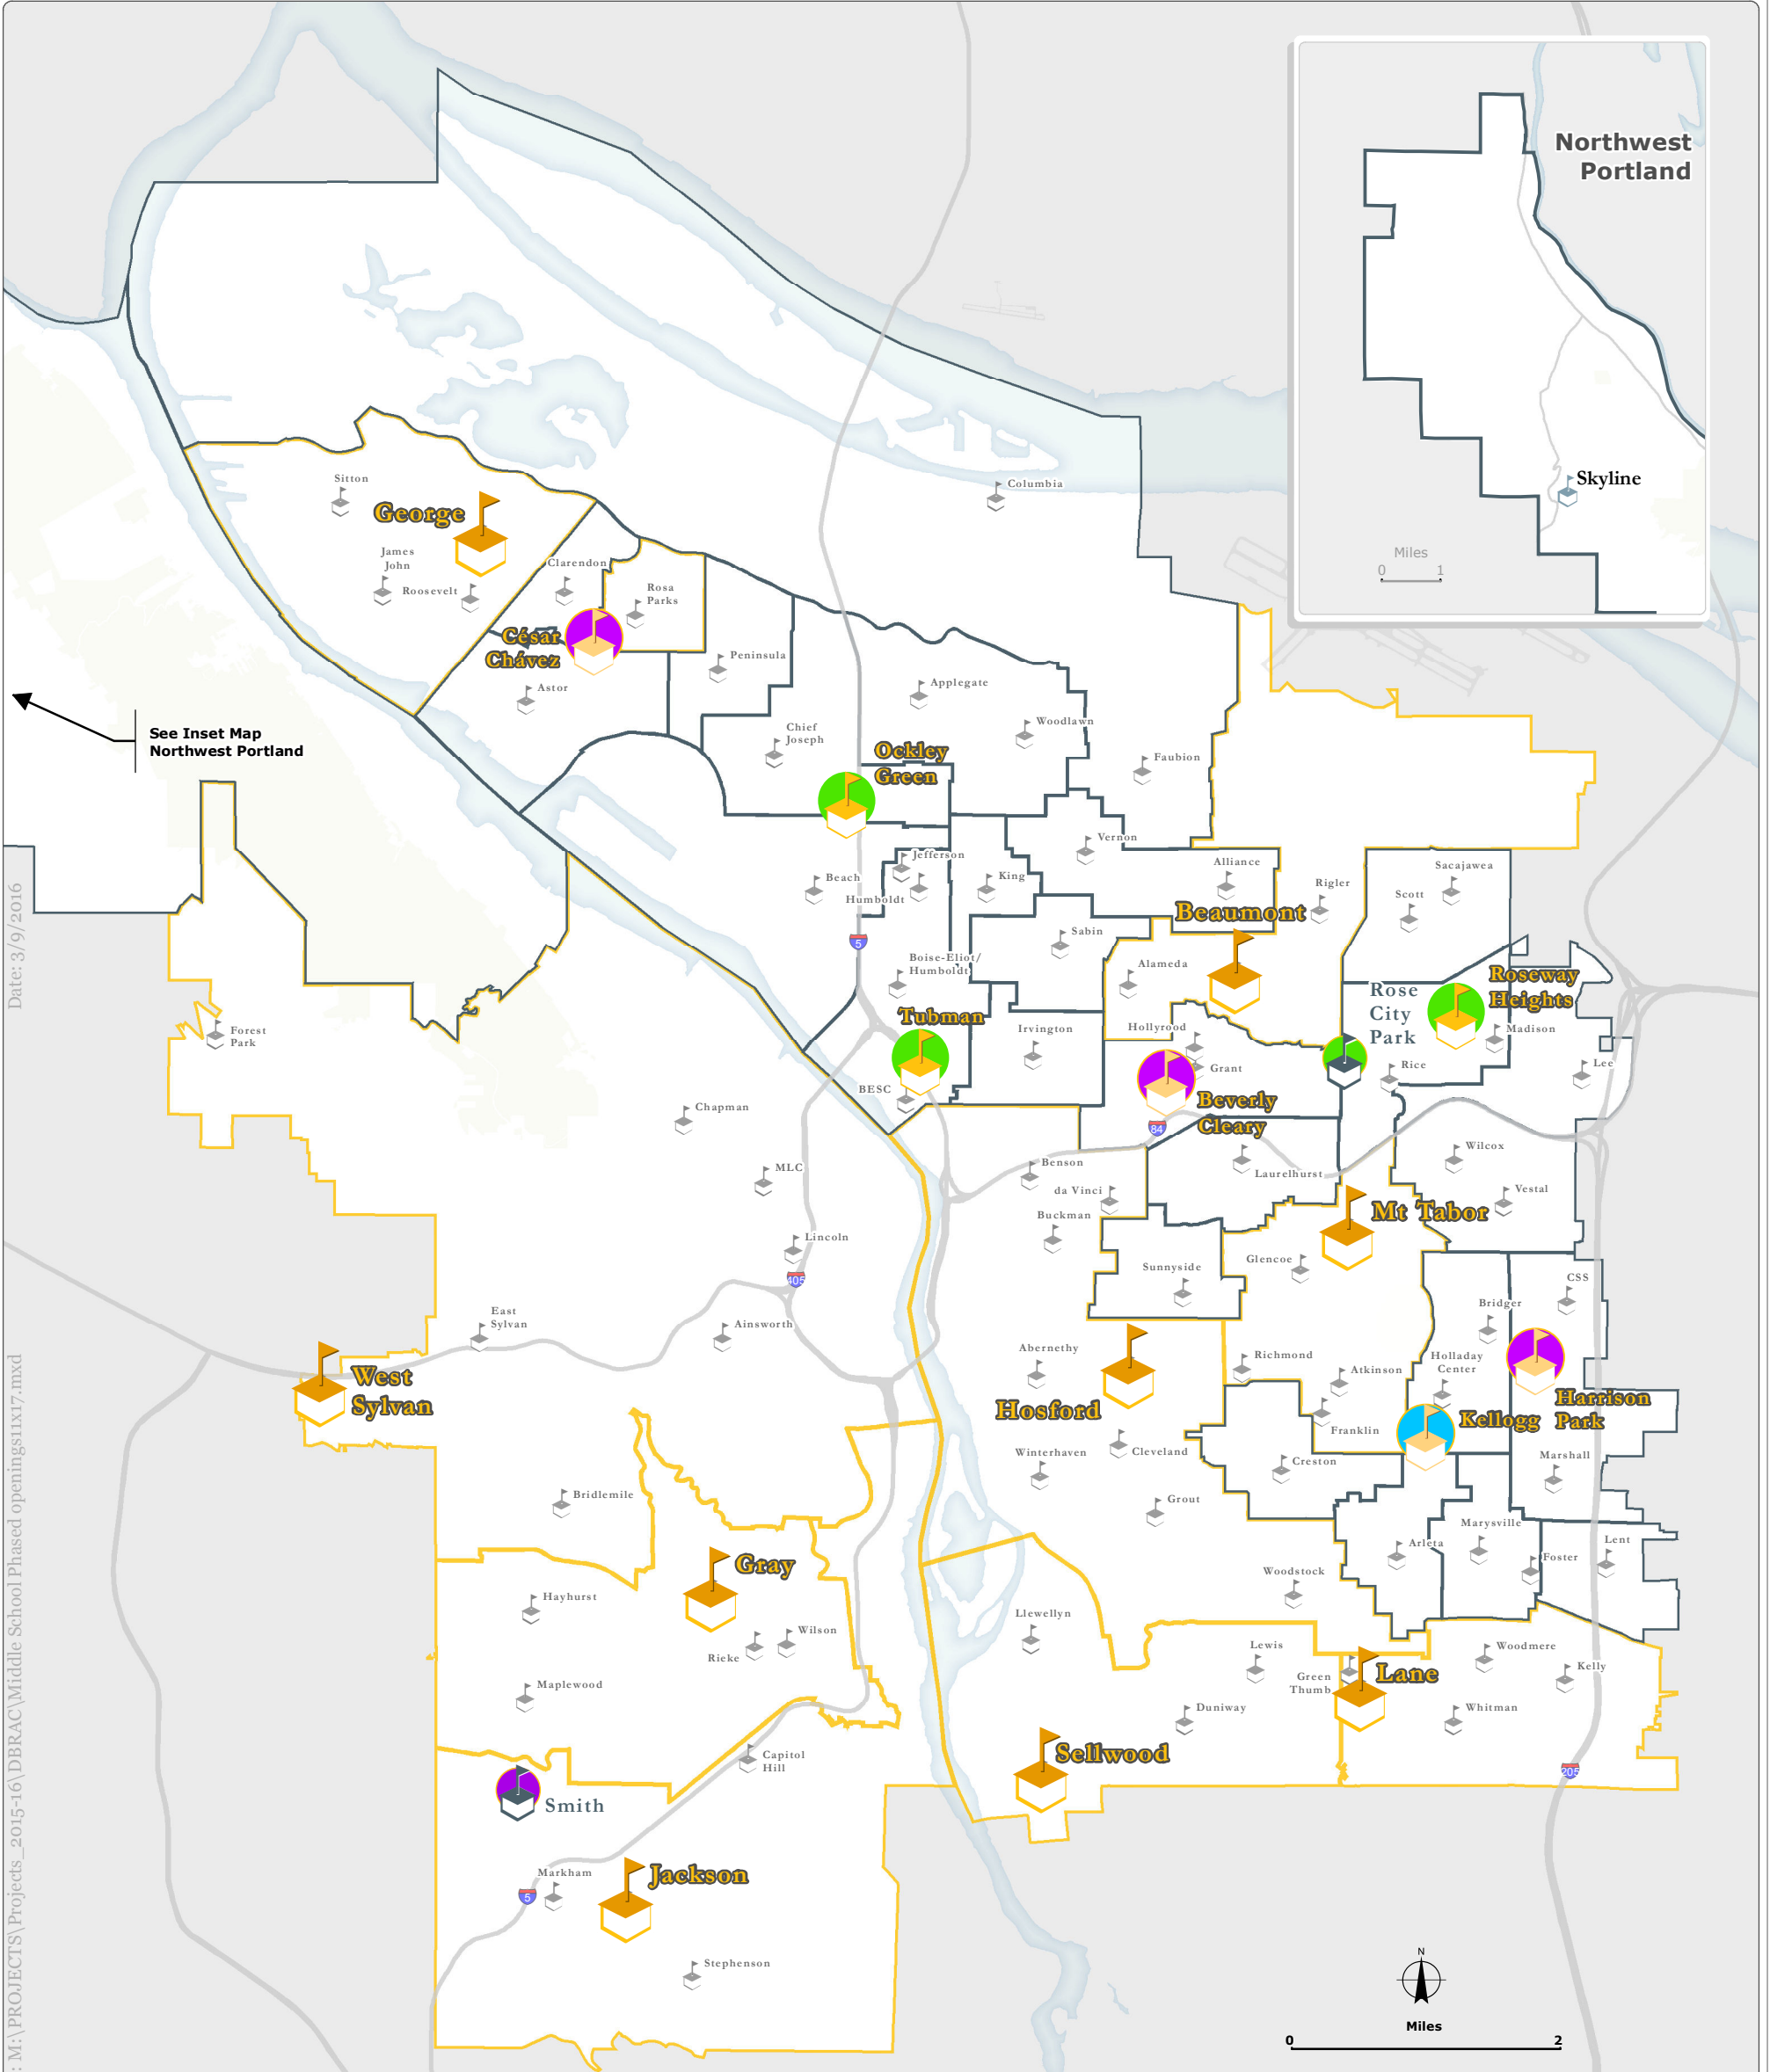 Northwest
Portland
Skyline
Miles
0 1
Sitton
George
James
John
Roosevelt
Clarendon
Rosa
Parks
Columbia
César
Chávez
Peninsula
Astor
Applegate
Woodlawn
Chief
Joseph
Ockley
Green
Faubion
See Inset Map
Northwest Portland
Vernon
Jefferson
Beach
Humboldt
King
Alliance
Rigler
Sacajawea
Scott
Beaumont
5
Sabin
Boise-Eliot/
Humboldt
Alameda
Roseway
Heights
Rose
City
Park
Madison
Tubman
Irvington
Hollyrood
Grant
Rice
Lee
BESC
Beverly
Cleary
84
Forest
Park
Chapman
MLC
Benson
da Vinci
Buckman
Laurelhurst
Wilcox
Vestal
Mt Tabor
Lincoln
405
Glencoe
Sunnyside
CSS
Bridger
East
Sylvan
Ainsworth
Abernethy
Richmond
Atkinson
Holladay
Center
West
Sylvan
Hosford
Harrison
Park
Kellogg
Franklin
Cleveland
Winterhaven
Creston
Marshall
Bridlemile
Grout
Marysville
Arleta
Foster
Lent
Gray
Woodstock
Hayhurst
Llewellyn
Wilson
Rieke
Lewis
Woodmere
Green
Thumb
Lane
Kelly
Maplewood
Duniway
Whitman
Capitol
Hill
Sellwood
205
Smith
Markham
5
Jackson
Stephenson
N
Miles
0 2
Date: 3/9/2016
: M:\PROJECTS\Projects_2015-16\DBRAC\Middle School Phased openings11x17.mxd